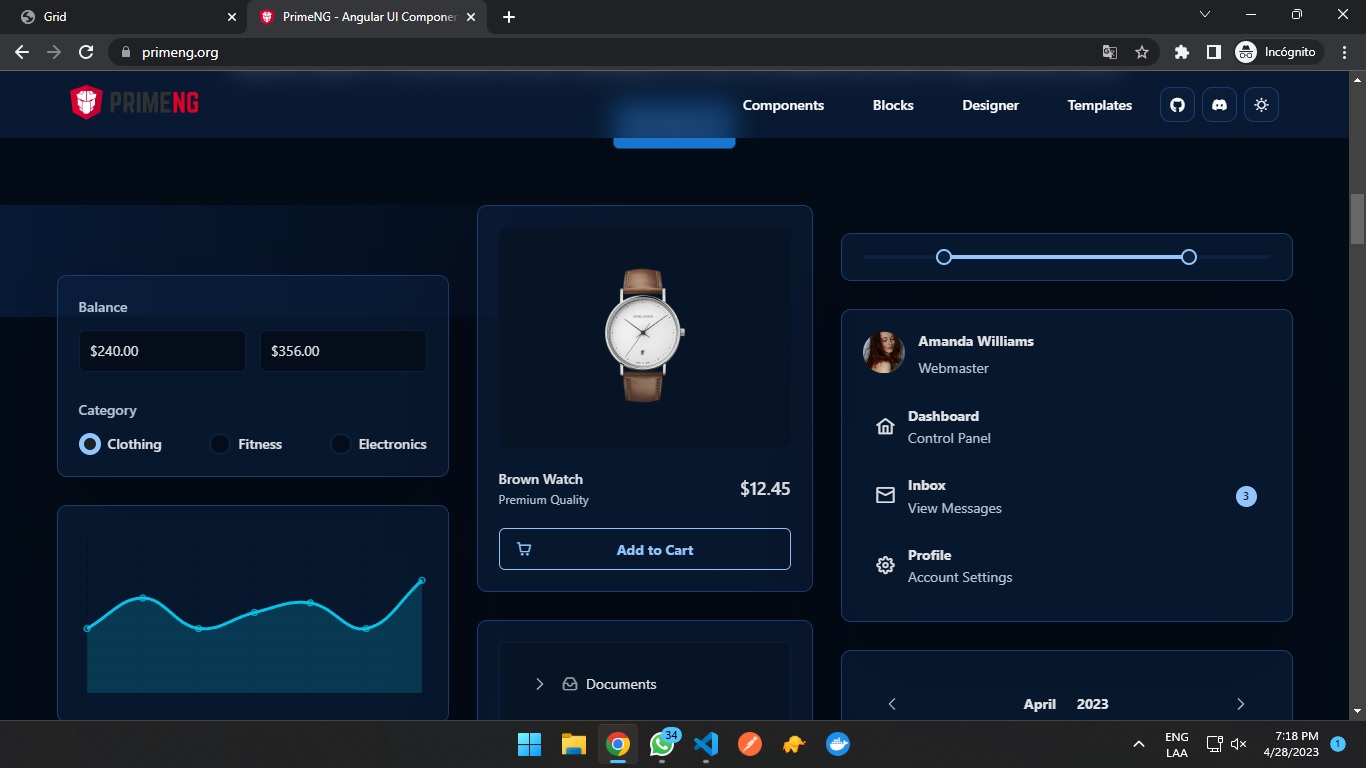 Grid
PrimeNG - Angular UI Componen
primeng.org
Incógnito
PRIMENG
Components
Blocks
Designer
Templates
Balance
$240.00
$356.00
Category
Clothing
Fitness
Electronics
Brown Watch
Premium Quality
$12.45
Add to Cart
Documents
Amanda Williams
Webmaster
Dashboard
Control Panel
Inbox
View Messages
3
Profile
Account Settings
April 2023
34
ENG
LAA
7:18 PM
4/28/2023
1